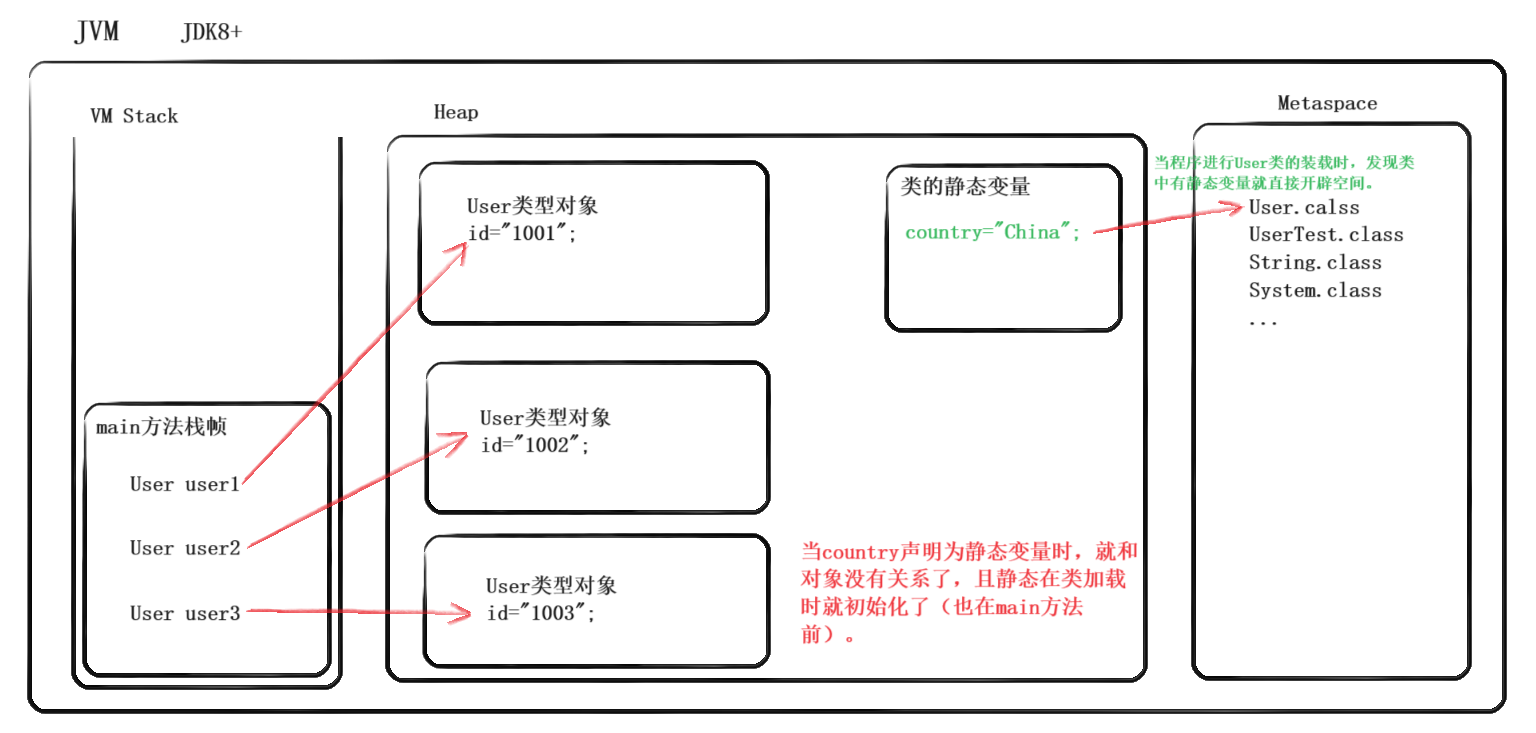 JVM JDK8+
VM Stack
main方法栈帧
User user1
User user2
User user3
Heap
User类型对象
id="1001";
User类型对象
id="1002";
User类型对象
id="1003";
类的静态变量
country="China";
当country声明为静态变量时，就和
对象没有关系了，且静态在类加载
时就初始化了（也在main方法
前）。
Metaspace
当程序进行User类的装载时，发现类
中有静态变量就直接开辟空间。
User.calss
UserTest.class
String.class
System.class
...